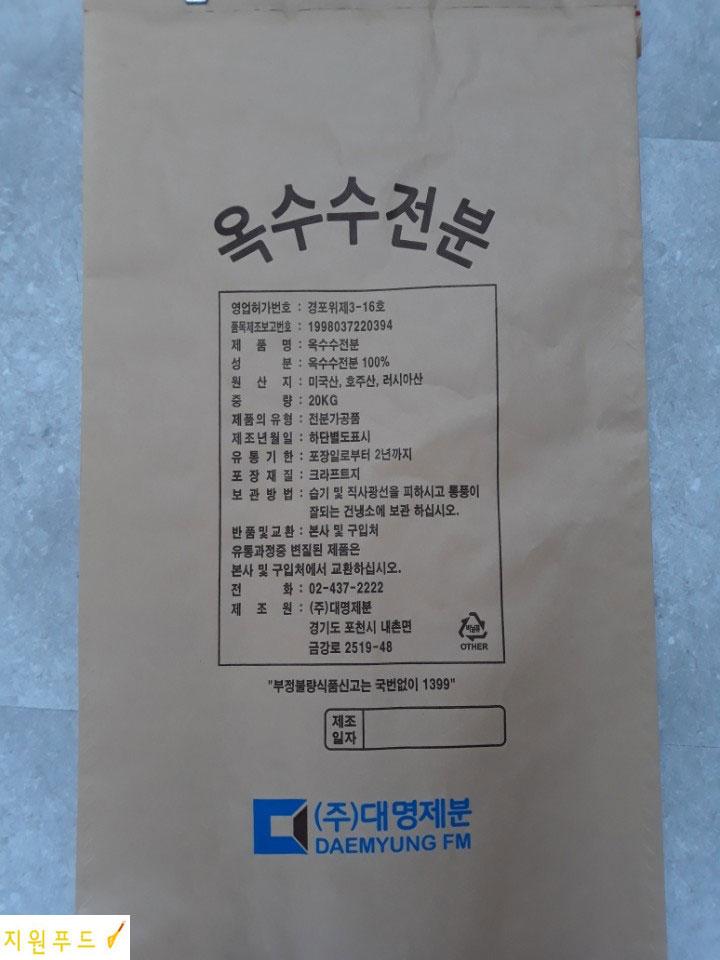 옥수수전분
영업허가번호 : 경포위제3-16호
품목제조보고번호 : 1998037220394
제 품 명 : 옥수수전분
성 분 : 옥수수전분 100%
원 산 지 : 미국산, 호주산, 러시아산
중 량 : 20KG
제품의 유형 : 전분가공품
제조년월일 : 하단별도표시
유 통 기 한 : 포장일로부터 2년까지
포 장 재 질 : 크라프트지
보 관 방 법 : 습기 및 직사광선을 피하시고 통풍이
잘되는 건냉소에 보관 하십시오.
반 품 및 교 환 : 본사 및 구입처
유통과정중 변질된 제품은
본사 및 구입처에서 교환하십시오.
전 화 : 02-437-2222
제 조 원 : (주)대명제분
경기도 포천시 내촌면
금강로 2519-48
비닐류
OTHER
"부정불량식품신고는 국번없이 1399"
제조
일자
(주)대명제분
DAEMYUNG FM
지원푸드